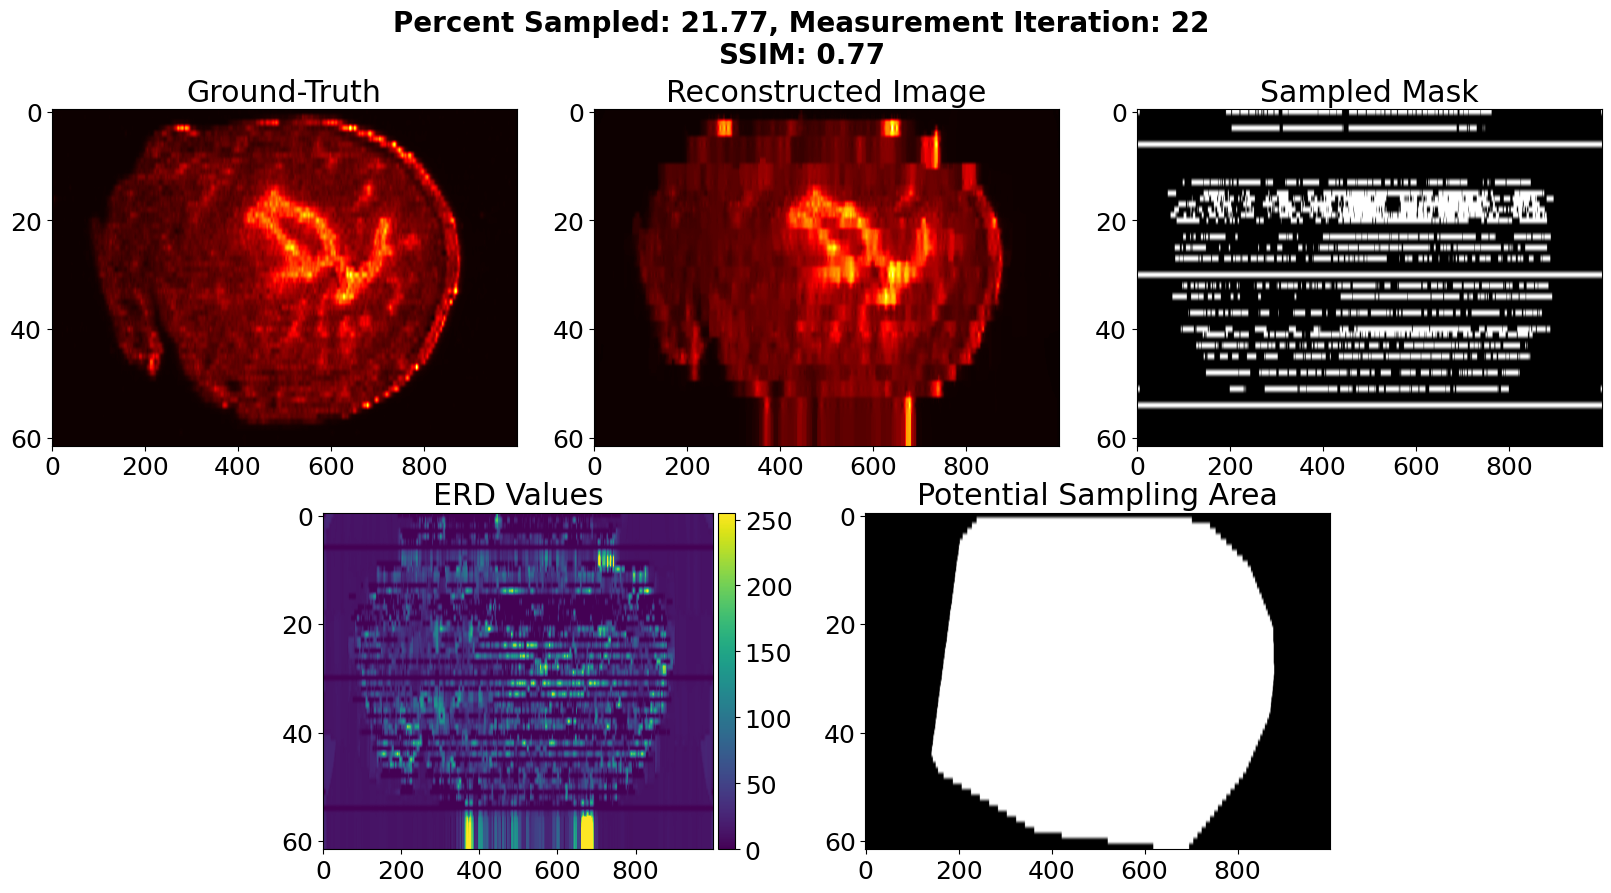 Percent Sampled: 21.77, Measurement Iteration: 22
SSIM: 0.77
Ground-Truth
Reconstructed Image
Sampled Mask
0
20
40
60
0 200 400 600 800
0
20
40
60
0 200 400 600 800
0
20
40
60
0 200 400 600 800
ERD Values
Potential Sampling Area
0
20
40
60
0 200 400 600 800
250
200
150
100
50
0
0
20
40
60
0 200 400 600 800